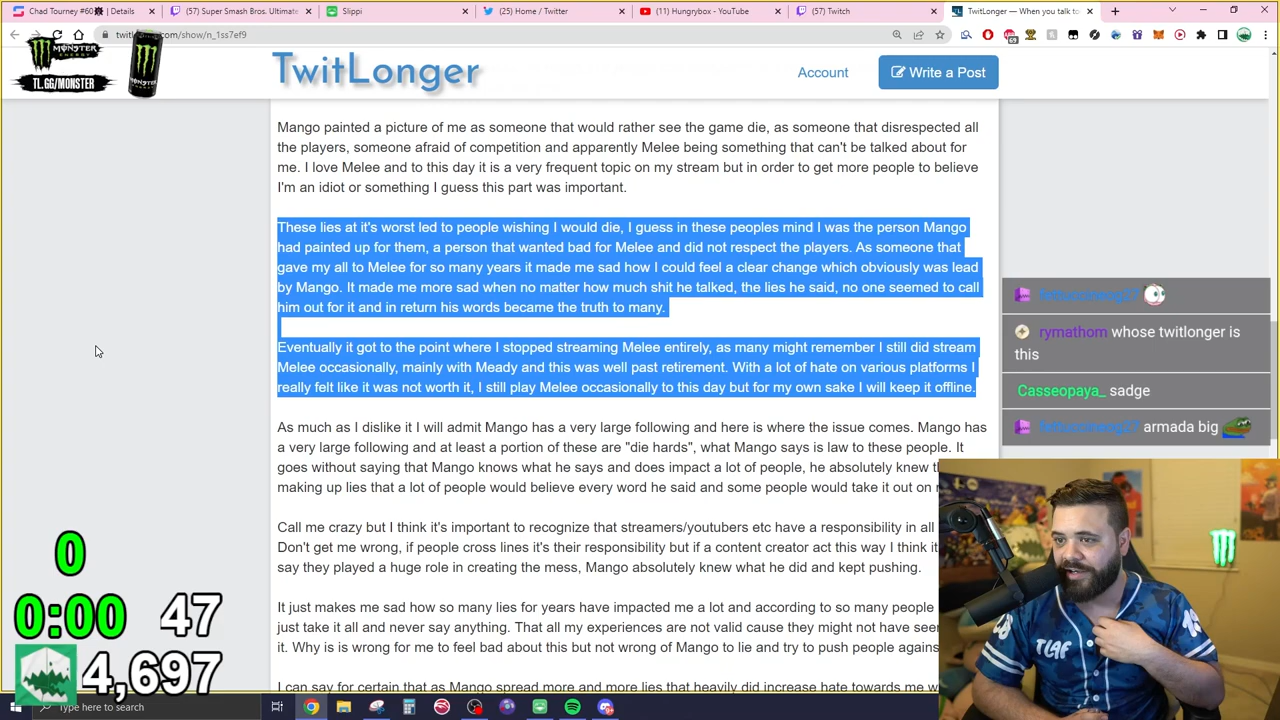 Chad Tourney #60 | Details
(57) Super Smash Bros. Ultimate
Slippi
(25) Home / Twitter
(11) Hungrybox - YouTube
(57) Twitch
TwitLonger — When you talk to
.com/show/n_1ss7ef9
69
MONSTER
ENERGY
TL.GG/MONSTER
TwitLonger
Account
Write a Post
Mango painted a picture of me as someone that would rather see the game die, as someone that disrespected all
the players, someone afraid of competition and apparently Melee being something that can't be talked about for
me. I love Melee and to this day it is a very frequent topic on my stream but in order to get more people to believe
I'm an idiot or something I guess this part was important.
These lies at it's worst led to people wishing I would die, I guess in these peoples mind I was the person Mango
had painted up for them, a person that wanted bad for Melee and did not respect the players. As someone that
gave my all to Melee for so many years it made me sad how I could feel a clear change which obviously was lead
by Mango. It made me more sad when no matter how much shit he talked, the lies he said, no one seemed to call
him out for it and in return his words became the truth to many.
Eventually it got to the point where I stopped streaming Melee entirely, as many might remember I still did stream
Melee occasionally, mainly with Meady and this was well past retirement. With a lot of hate on various platforms I
really felt like it was not worth it, I still play Melee occasionally to this day but for my own sake I will keep it offline.
As much as I dislike it I will admit Mango has a very large following and here is where the issue comes. Mango has
a very large following and at least a portion of these are "die hards", what Mango says is law to these people. It
goes without saying that Mango knows what he says and does impact a lot of people, he absolutely knew
making up lies that a lot of people would believe every word he said and some people would take it out on
Call me crazy but I think it's important to recognize that streamers/youtubers etc have a responsibility in all
Don't get me wrong, if people cross lines it's their responsibility but if a content creator act this way I think it
say they played a huge role in creating the mess, Mango absolutely knew what he did and kept pushing.
It just makes me sad how so many lies for years have impacted me a lot and according to so many people
just take it all and never say anything. That all my experiences are not valid cause they might not have
it. Why is is wrong for me to feel bad about this but not wrong of Mango to lie and try to push people
I can say for certain that as Mango spread more and more lies that heavily did increase hate towards me
rymathom whose twitlonger is
this
Casseopaya_ sadge
armada big
0
0:00 47
4,697
TLAF
Type here to search